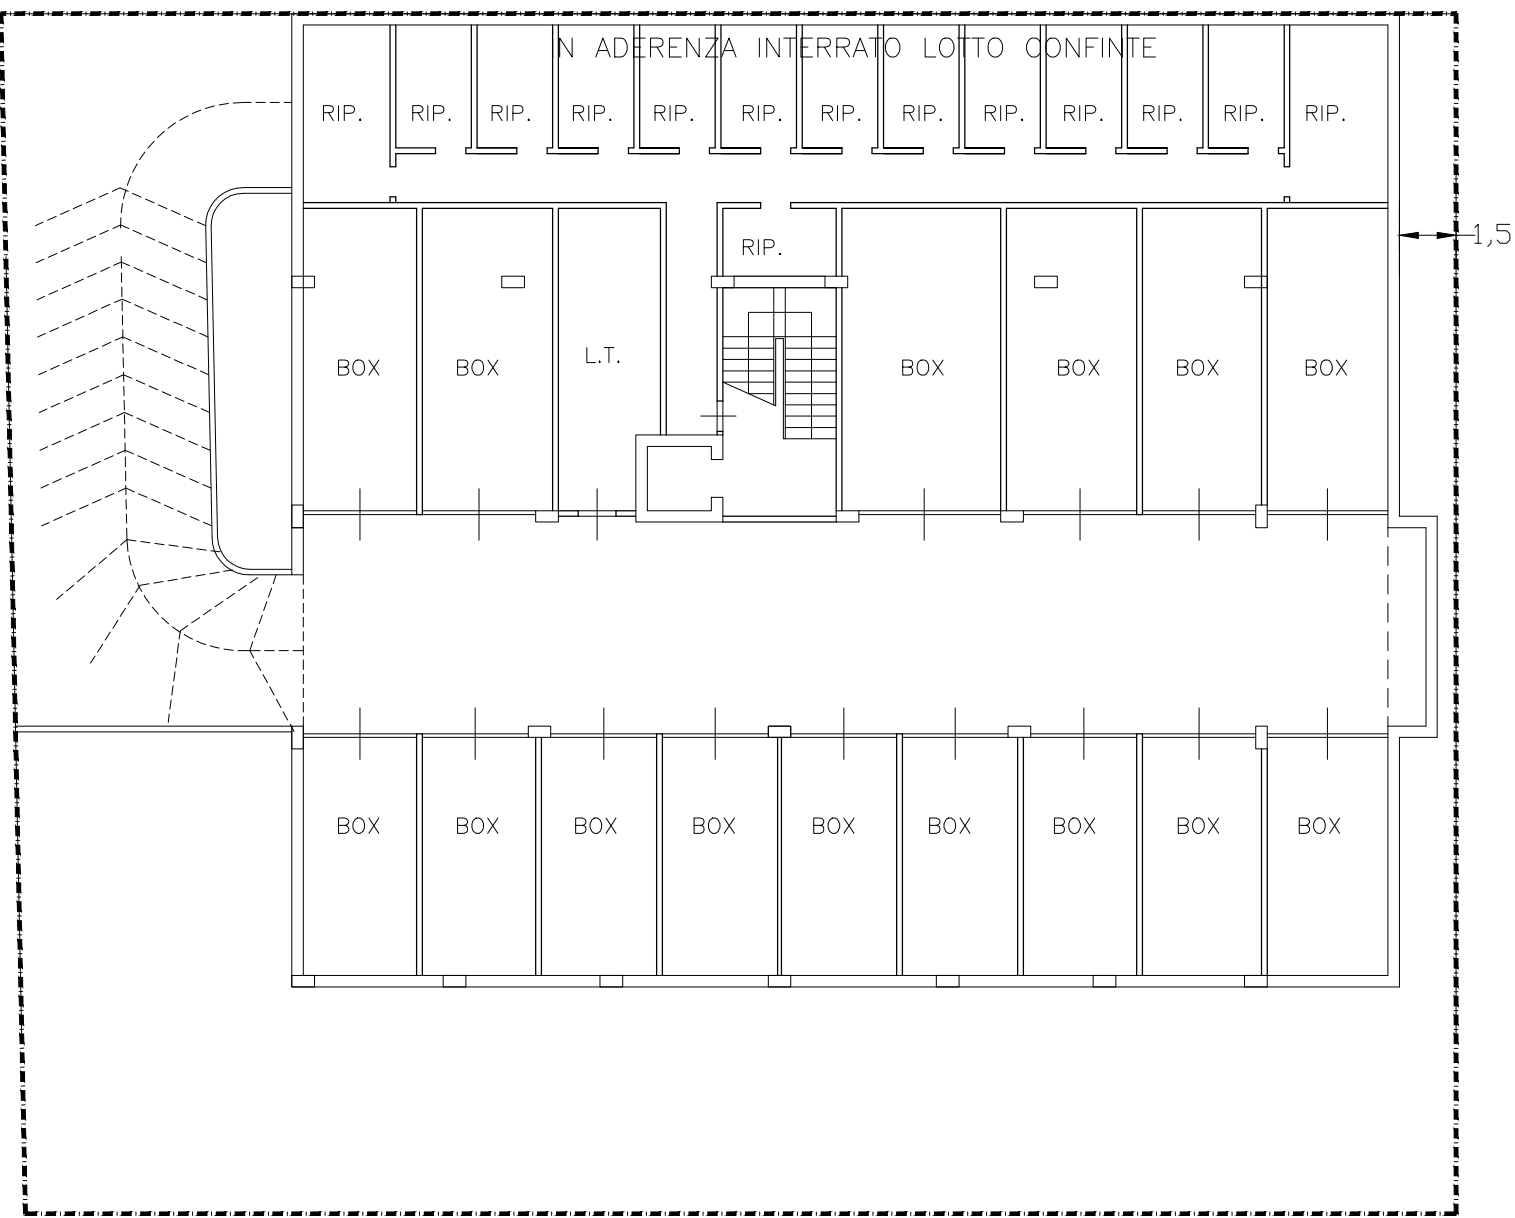 N ADERENZA INTERRATO LOTTO CONFINTE
RIP. RIP. RIP. RIP. RIP. RIP. RIP. RIP. RIP. RIP. RIP. RIP. RIP.
1,5
RIP.
L.T.
BOX BOX BOX BOX BOX BOX
BOX BOX BOX BOX BOX BOX BOX BOX BOX